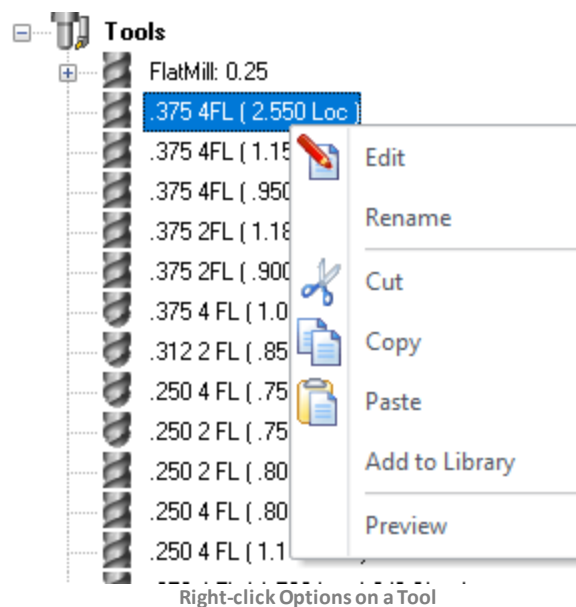 Tools
FlatMill: 0.25
.375 4FL ( 2.550 Loc )
.375 4FL ( 1.15
Edit
.375 4FL ( .950
Rename
.375 2FL ( 1.18
.375 2FL ( .900
Cut
.375 4 FL ( 1.0
.312 2 FL ( .85
Copy
.250 4 FL ( .75
Paste
.250 2 FL ( .75
.250 2 FL ( .80
Add to Library
.250 4 FL ( .80
Preview
.250 4 FL ( 1.1
Right-click Options on a Tool